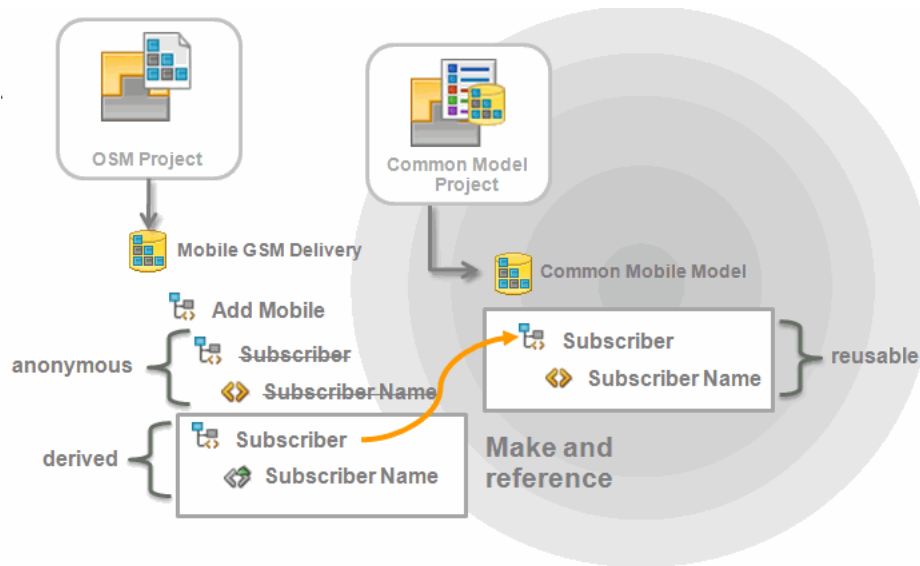 OSM Project
Common Model
Project
Mobile GSM Delivery
Common Mobile Model
Add Mobile
anonymous
Subscriber
Subscriber Name
Subscriber
Subscriber Name
reusable
derived
Subscriber
Subscriber Name
Make and
reference